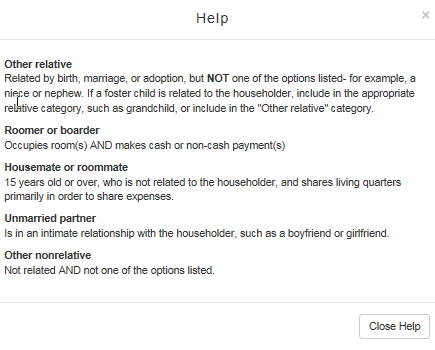 Help
×
Other relative
Related by birth, marriage, or adoption, but NOT one of the options listed- for example, a
niece or nephew. If a foster child is related to the householder, include in the appropriate
relative category, such as grandchild, or include in the "Other relative" category.
Roomer or boarder
Occupies room(s) AND makes cash or non-cash payment(s)
Housemate or roommate
15 years old or over, who is not related to the householder, and shares living quarters
primarily in order to share expenses.
Unmarried partner
Is in an intimate relationship with the householder, such as a boyfriend or girlfriend.
Other nonrelative
Not related AND not one of the options listed.
Close Help